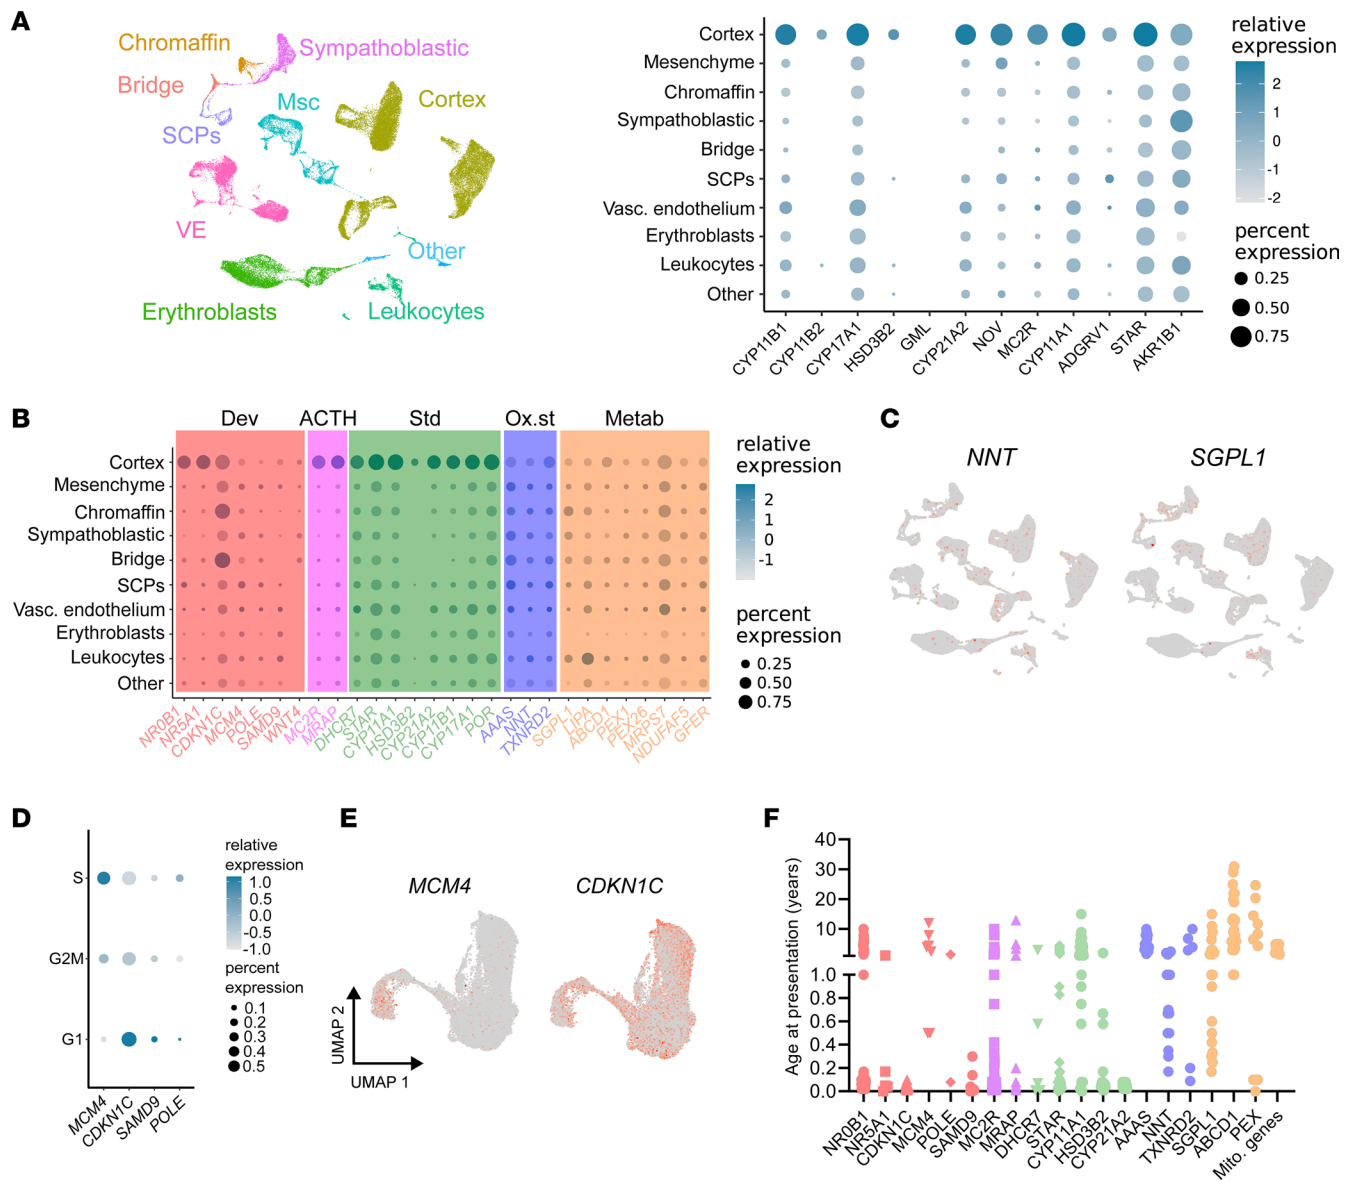 A
Chromaffin
Sympathoblastic
Bridge
Msc
Cortex
SCPs
VE
Other
Erythroblasts
Leukocytes
Cortex
Mesenchyme
Chromaffin
Sympathoblastic
Bridge
SCPs
Vasc. endothelium
Erythroblasts
Leukocytes
Other
CYP11B1
CYP11B2
CYP17A1
HSD3B2
GML
CYP21A2
NOV
MC2R
CYP11A1
ADGRV1
STAR
AKR1B1
relative
expression
2
1
0
-1
-2
percent
expression
0.25
0.50
0.75
B
Dev
ACTH
Std
Ox.st
Metab
Cortex
Mesenchyme
Chromaffin
Sympathoblastic
Bridge
SCPs
Vasc. endothelium
Erythroblasts
Leukocytes
Other
NR0B1
NR5A1
CDKN1C
MCM4
POLE
SAMD9
WNT4
MC2R
MRAP
DHCR7
STAR
CYP11A1
HSD3B2
CYP21A2
CYP11B1
CYP17A1
POR
AAAS
NNT
TXNRD2
SGPL1
LIPA
ABCD1
PEX1
PEX26
MRPS7
NDUFAF5
GFER
relative
expression
2
1
0
-1
percent
expression
0.25
0.50
0.75
C
NNT
SGPL1
D
S
G2M
G1
MCM4
CDKN1C
SAMD9
POLE
relative
expression
1.0
0.5
0.0
-0.5
-1.0
percent
expression
0.1
0.2
0.3
0.4
0.5
E
MCM4
CDKN1C
UMAP 2
UMAP 1
F
Age at presentation (years)
40
30
20
10
1.0
0.8
0.6
0.4
0.2
0.0
NR0B1
NR5A1
CDKN1C
MCM4
POLE
SAMD9
MC2R
MRAP
DHCR7
STAR
CYP11A1
HSD3B2
CYP21A2
AAAS
NNT
TXNRD2
SGPL1
ABCD1
PEX
Mito. genes